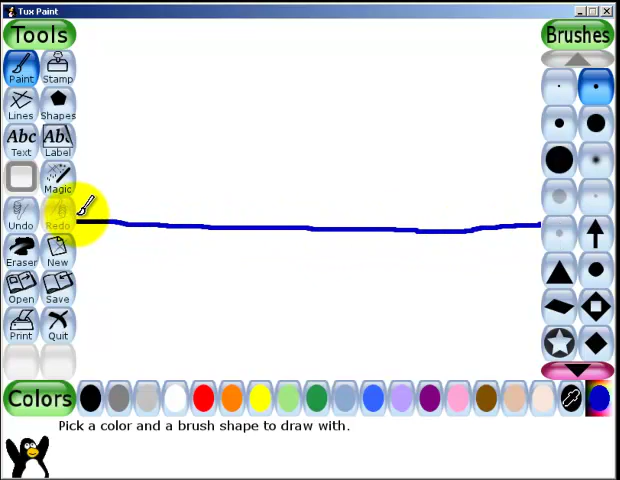 Tux Paint
Tools
Brushes
Paint
Stamp
Lines
Shapes
Abc
Abc
Text
Label
Magic
Undo
Redo
Eraser
New
Open
Save
Print
Quit
Colors
Pick a color and a brush shape to draw with.